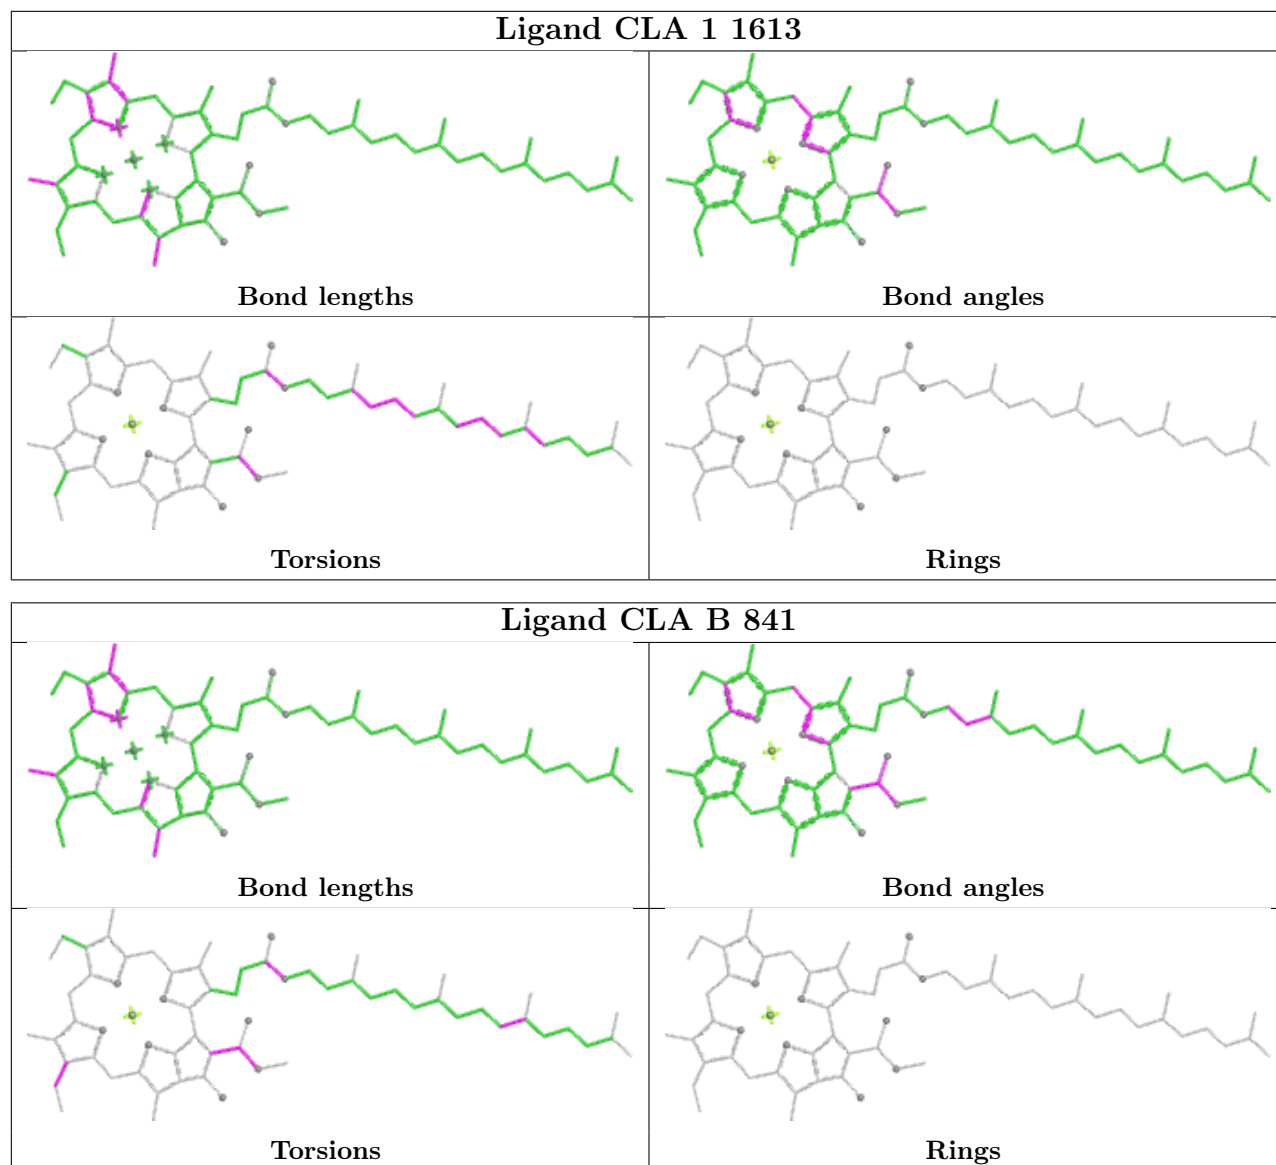 Ligand CLA 1 1613
Bond lengths
Bond angles
Torsions
Rings
Ligand CLA B 841
Bond lengths
Bond angles
Torsions
Rings